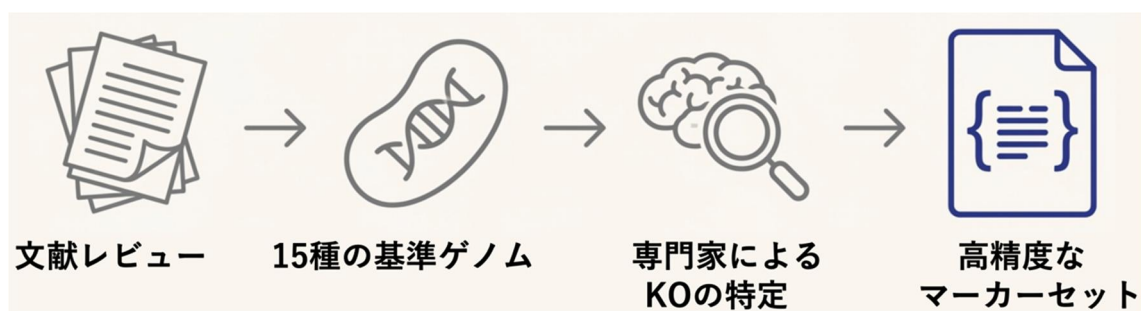 文献レビュー
15種の基準ゲノム
専門家による
KOの特定
高精度な
マーカーセット